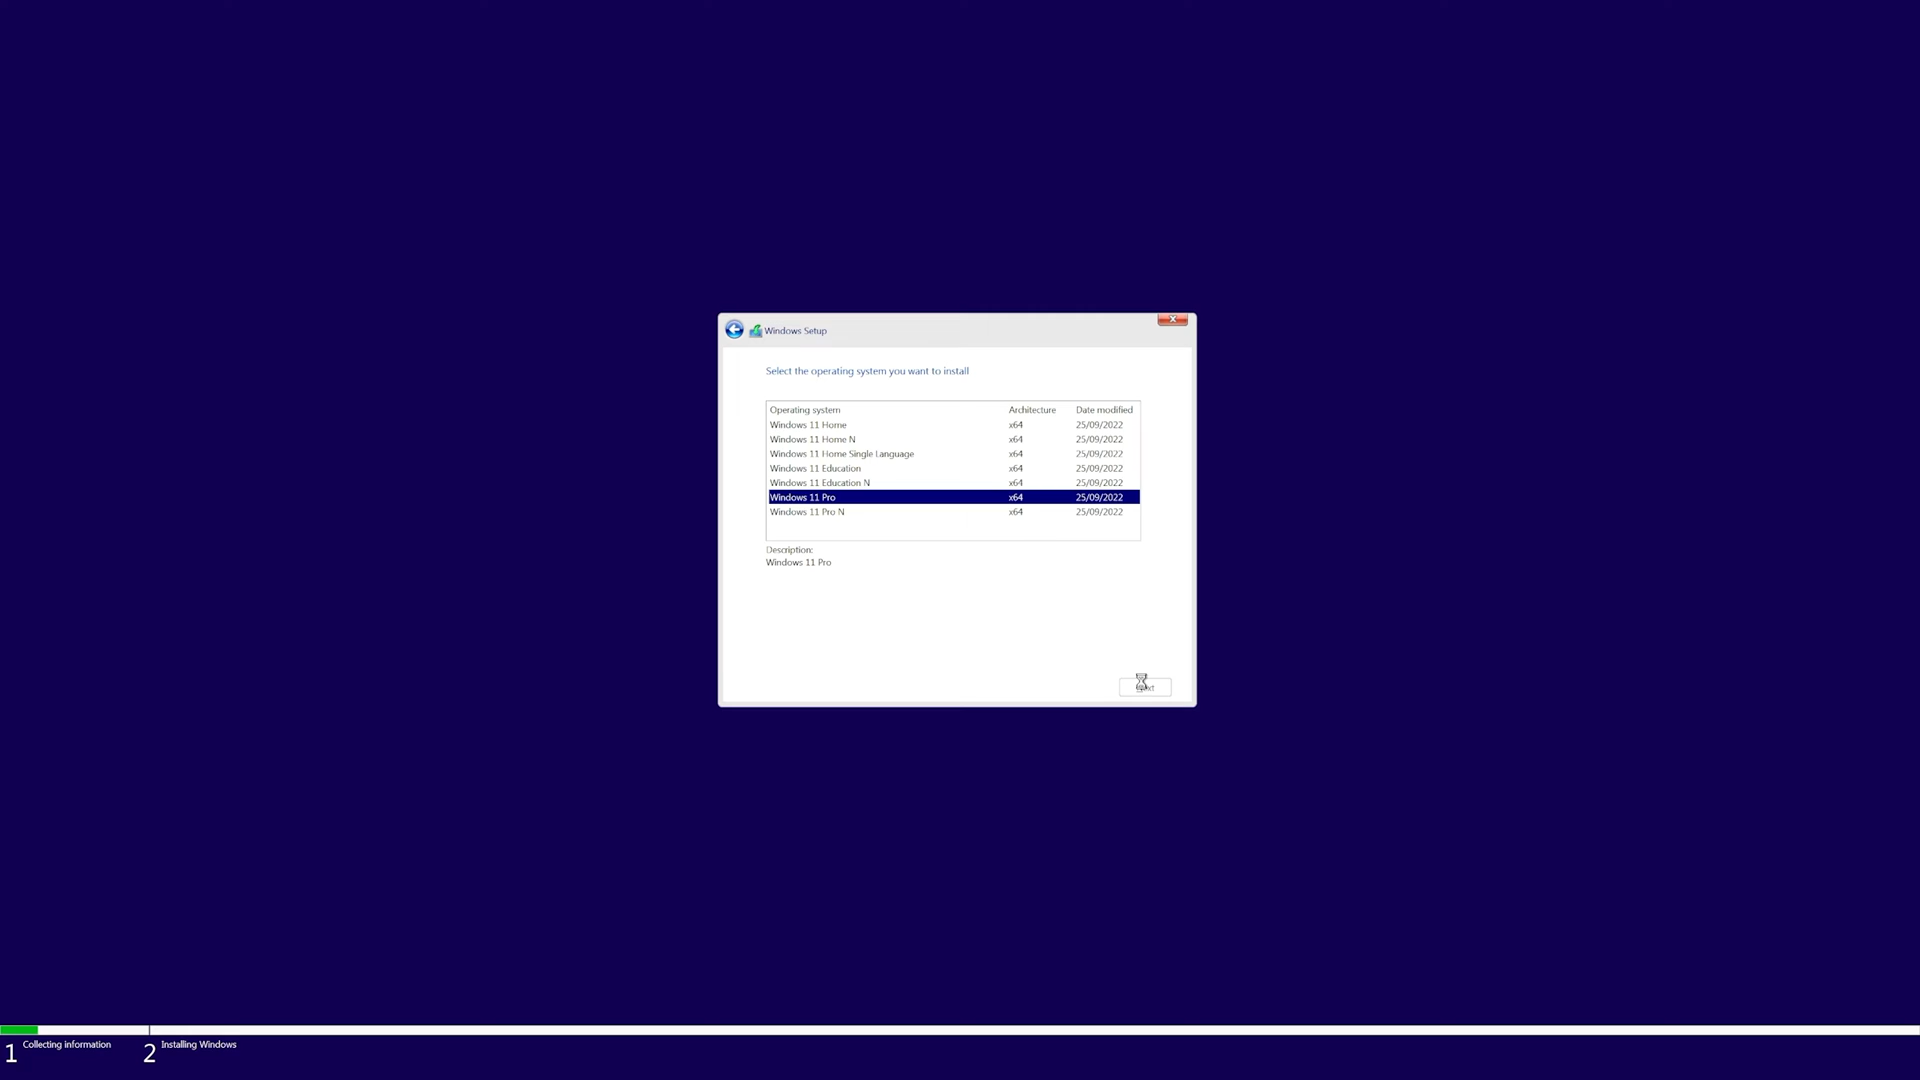 Windows Setup
Select the operating system you want to install
Operating system Architecture Date modified
Windows 11 Home x64 25/09/2022
Windows 11 Home N x64 25/09/2022
Windows 11 Home Single Language x64 25/09/2022
Windows 11 Education x64 25/09/2022
Windows 11 Education N x64 25/09/2022
Windows 11 Pro x64 25/09/2022
Windows 11 Pro N x64 25/09/2022
Description:
Windows 11 Pro
1 Collecting information 2 Installing Windows